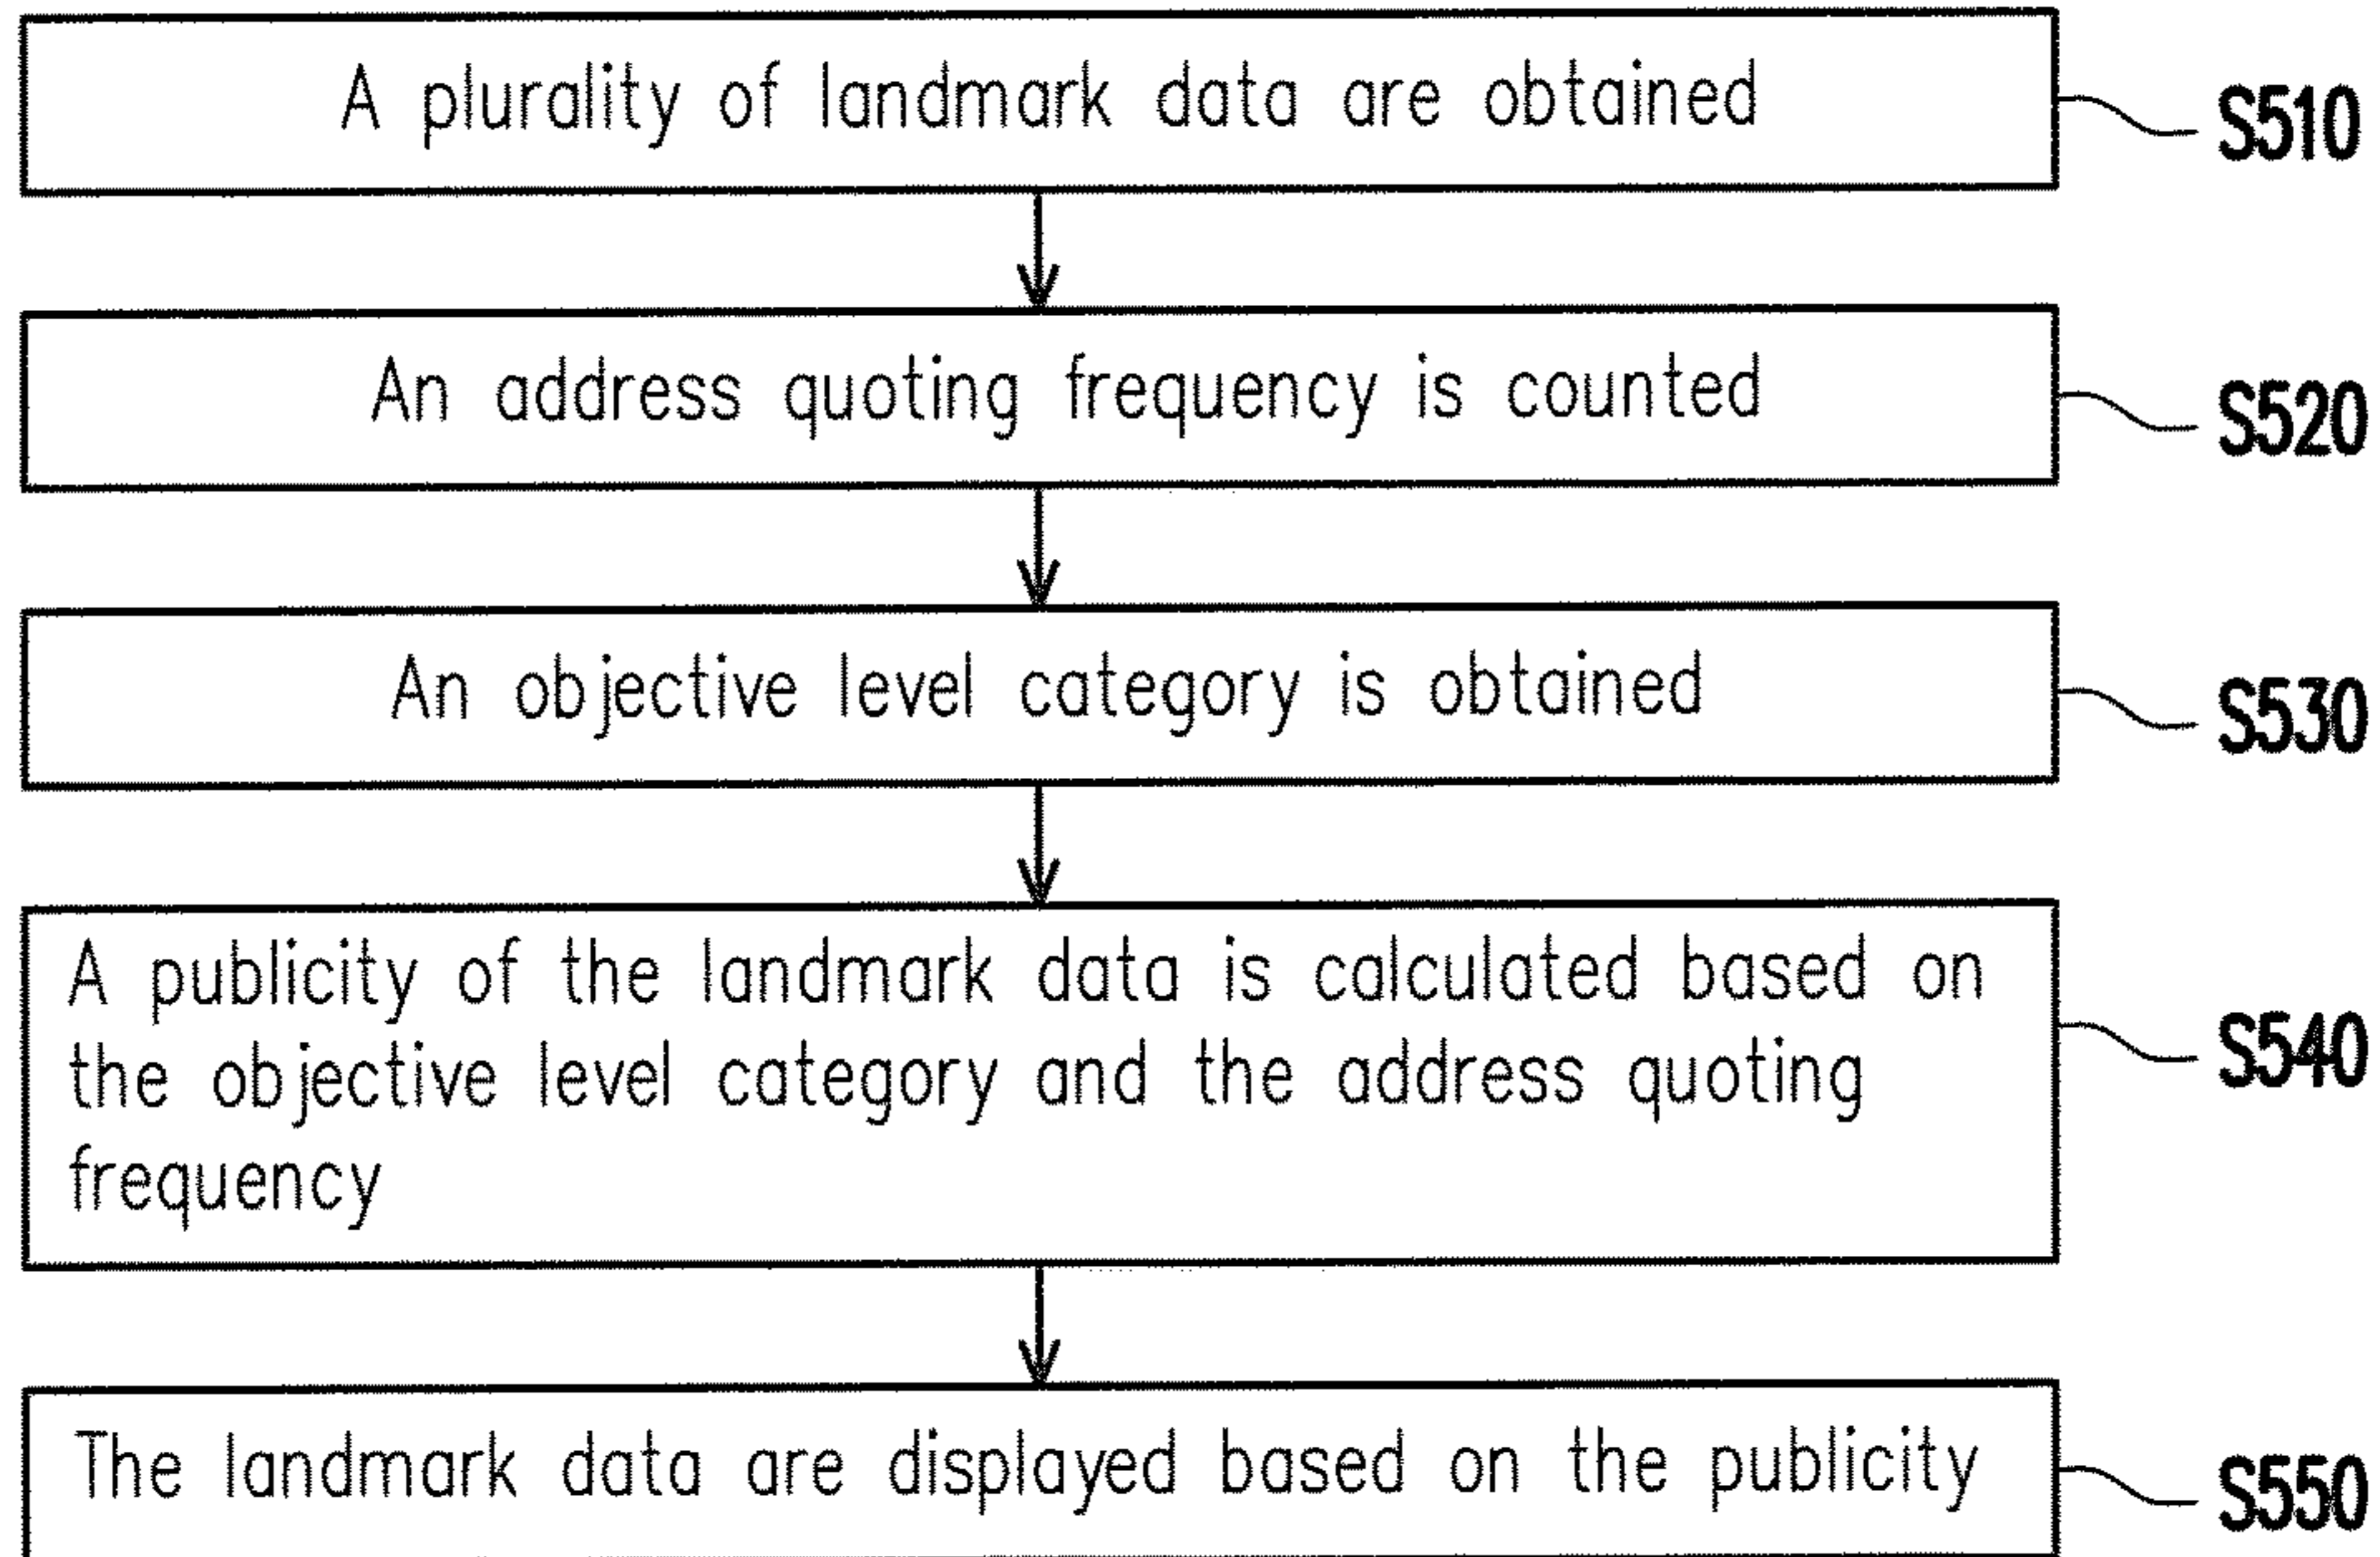 A plurality of landmark data are obtained
S510
An address quoting frequency is counted
S520
An objective level category is obtained
S530
A publicity of the landmark data is calculated based on
the objective level category and the address quoting
frequency
S540
The landmark data are displayed based on the publicity
S550